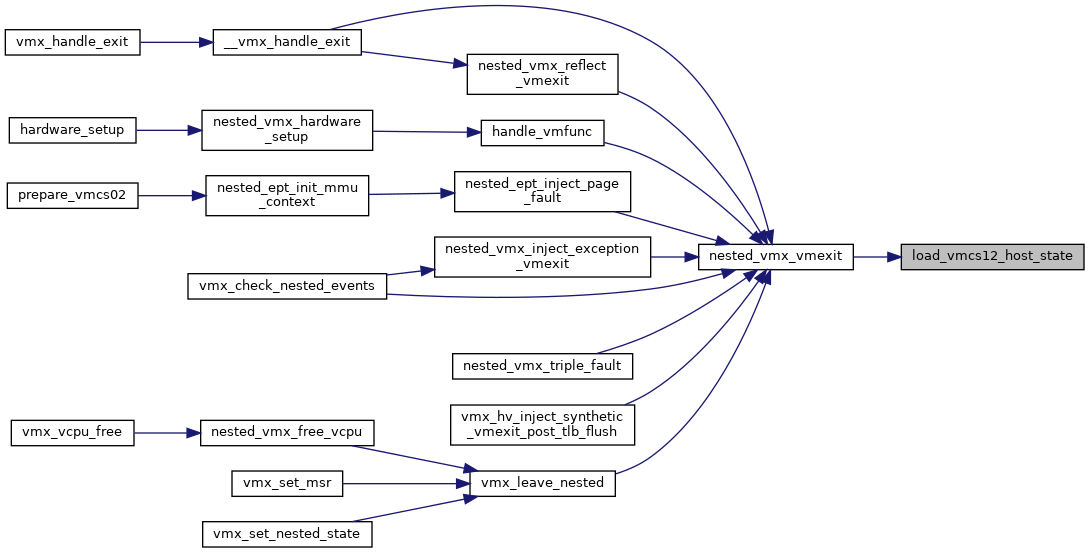 vmx_handle_exit
__vmx_handle_exit
nested_vmx_reflect
_vmexit
hardware_setup
nested_vmx_hardware
_setup
handle_vmfunc
prepare_vmcs02
nested_ept_init_mmu
_context
nested_ept_inject_page
_fault
nested_vmx_inject_exception
_vmexit
nested_vmx_vmexit
load_vmcs12_host_state
vmx_check_nested_events
nested_vmx_triple_fault
vmx_hv_inject_synthetic
_vmexit_post_tlb_flush
vmx_vcpu_free
nested_vmx_free_vcpu
vmx_set_msr
vmx_leave_nested
vmx_set_nested_state